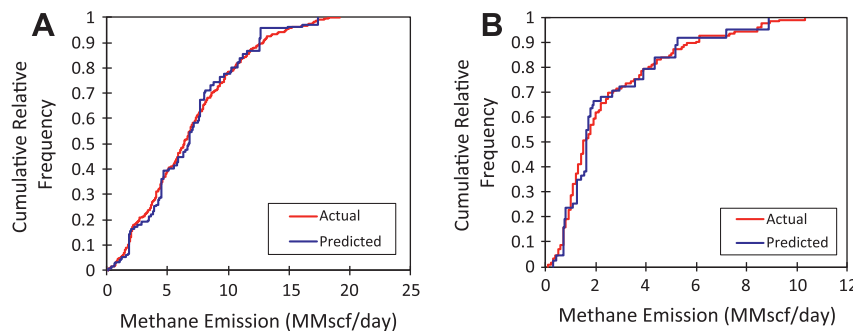 A
Cumulative Relative
Frequency
1
0.9
0.8
0.7
0.6
0.5
0.4
0.3
0.2
0.1
0
Actual
Predicted
0 5 10 15 20 25
Methane Emission (MMscf/day)
B
Cumulative Relative
Frequency
1
0.9
0.8
0.7
0.6
0.5
0.4
0.3
0.2
0.1
0
Actual
Predicted
0 2 4 6 8 10 12
Methane Emission (MMscf/day)